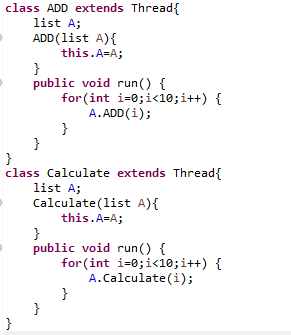 class ADD extends Thread{
    list A;
    ADD(list A){
        this.A=A;
    }
    public void run() {
        for(int i=0;i<10;i++) {
            A.ADD(i);
        }
    }
}
class Calculate extends Thread{
    list A;
    Calculate(list A){
        this.A=A;
    }
    public void run() {
        for(int i=0;i<10;i++) {
            A.Calculate(i);
        }
    }
}